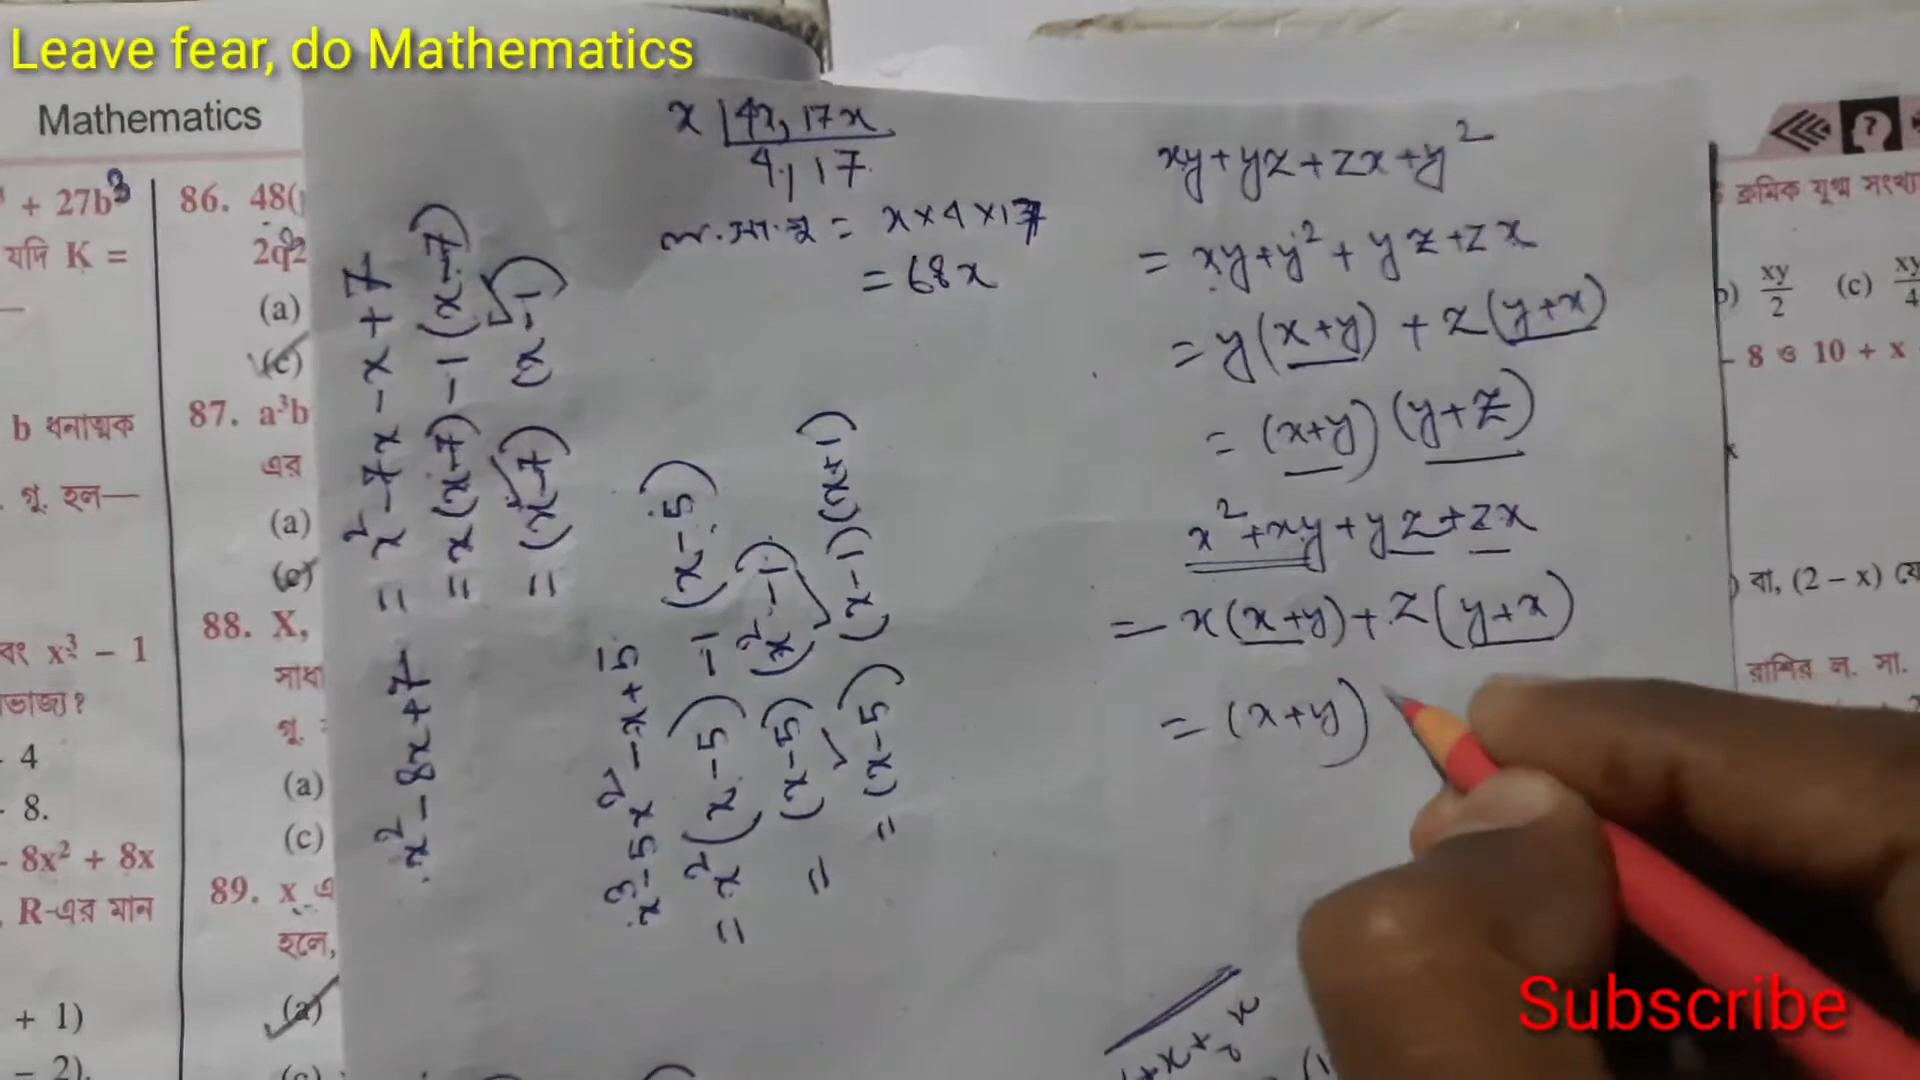 Leave fear, do Mathematics
Mathematics
+ 27b³
যদি K =
b ধনাত্মক
গু. হল—
বং x³ − 1
ভাজ্য?
4
8.
8x² + 8x
R-এর মান
+ 1)
− 2).
86. 48(
2q2
(a)
(c)
87. a³b
এর
(a)
(c)
88. X,
সাধা
গু.
(a)
(c)
89. x এ
হলে,
(a)
(c)
x² − 8x + 7 = x² − 7x − x + 7
= x(x−7) − 1(x−7)
= (x−7) (x−1)
x³ − 5x² − x + 5
= x²(x−5) −1 (x−5)
= (x−5) (x²−1)
= (x−5) (x−1)(x+1)
x | 4x, 17x
4, 17
ল.সা.গু = x × 4 × 17
= 68x
xy+yz+zx+y²
= xy+y²+yz+zx
= y(x+y) + z(y+x)
= (x+y) (y+z)
x²+xy+yz+zx
= x(x+y)+z(y+x)
= (x+y)
?
ক্রমিক যুগ্ম সংখ্যা
xy/2 (c) xy/4
8 ও 10 + x
বা, (2 − x)
রাশির ল. সা.
Subscribe